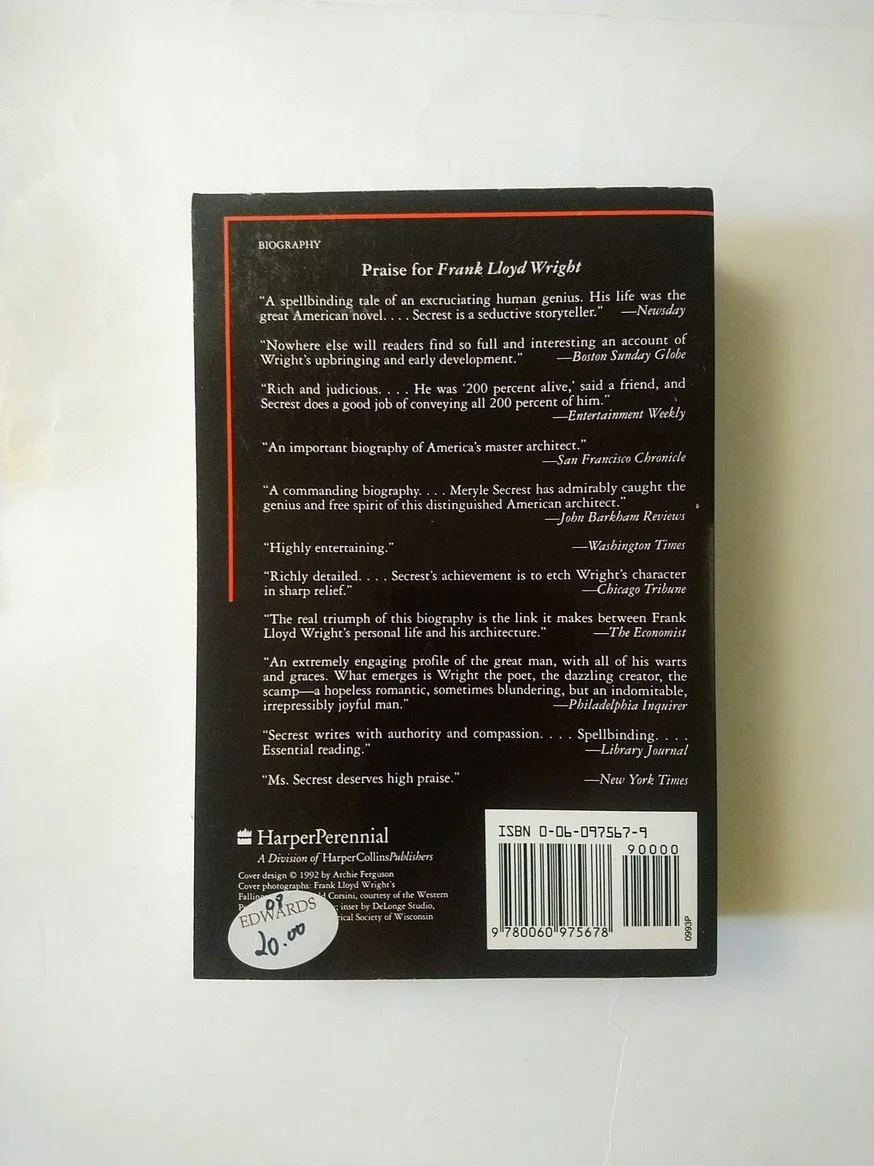 BIOGRAPHY
Praise for Frank Lloyd Wright
“A spellbinding tale of an excruciating human genius. His life was the
great American novel. . . . Secrest is a seductive storyteller.” —Newsday
“Nowhere else will readers find so full and interesting an account of
Wright’s upbringing and early development.” —Boston Sunday Globe
“Rich and judicious. . . . He was ‘200 percent alive,’ said a friend, and
Secrest does a good job of conveying all 200 percent of him.”
—Entertainment Weekly
“An important biography of America’s master architect.”
—San Francisco Chronicle
“A commanding biography. . . . Meryle Secrest has admirably caught the
genius and free spirit of this distinguished American architect.”
—John Barkham Reviews
“Highly entertaining.” —Washington Times
“Richly detailed. . . . Secrest’s achievement is to etch Wright’s character
in sharp relief.” —Chicago Tribune
“The real triumph of this biography is the link it makes between Frank
Lloyd Wright’s personal life and his architecture.” —The Economist
“An extremely engaging profile of the great man, with all of his warts
and graces. What emerges is Wright the poet, the dazzling creator, the
scamp—a hopeless romantic, sometimes blundering, but an indomitable,
irrepressibly joyful man.” —Philadelphia Inquirer
“Secrest writes with authority and compassion. . . . Spellbinding. . . .
Essential reading.” —Library Journal
“Ms. Secrest deserves high praise.” —New York Times
HarperPerennial
A Division of HarperCollinsPublishers
Cover design © 1992 by Archie Ferguson
Cover photographs: Frank Lloyd Wright’s
Corsini, courtesy of the Western
inset by DeLonge Studio,
Society of Wisconsin
EDWARDS
20.00
ISBN 0-06-097567-9
90000
9 780060 975678
0993P